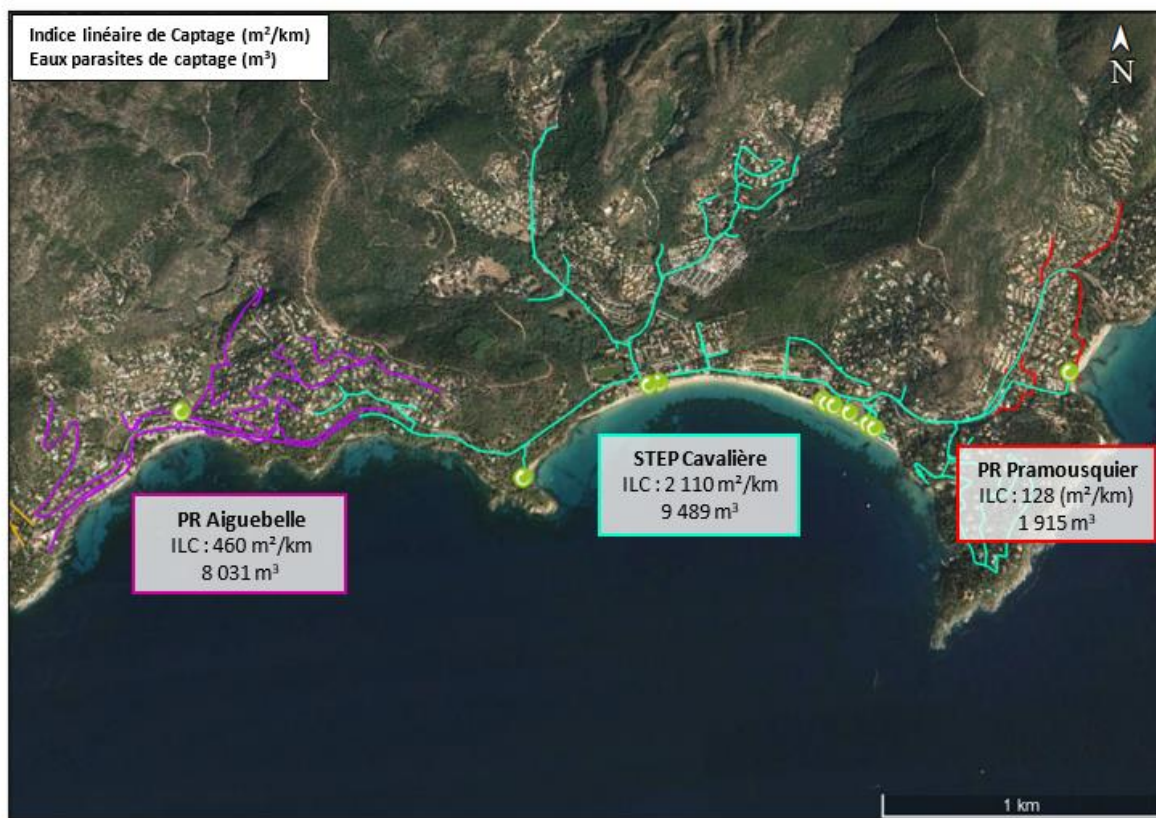 Indice linéaire de Captage (m²/km)
Eaux parasites de captage (m³)
N
STEP Cavalière
ILC : 2 110 m²/km
9 489 m³
PR Pramousquier
ILC : 128 (m²/km)
1 915 m³
PR Aiguebelle
ILC : 460 m²/km
8 031 m³
1 km